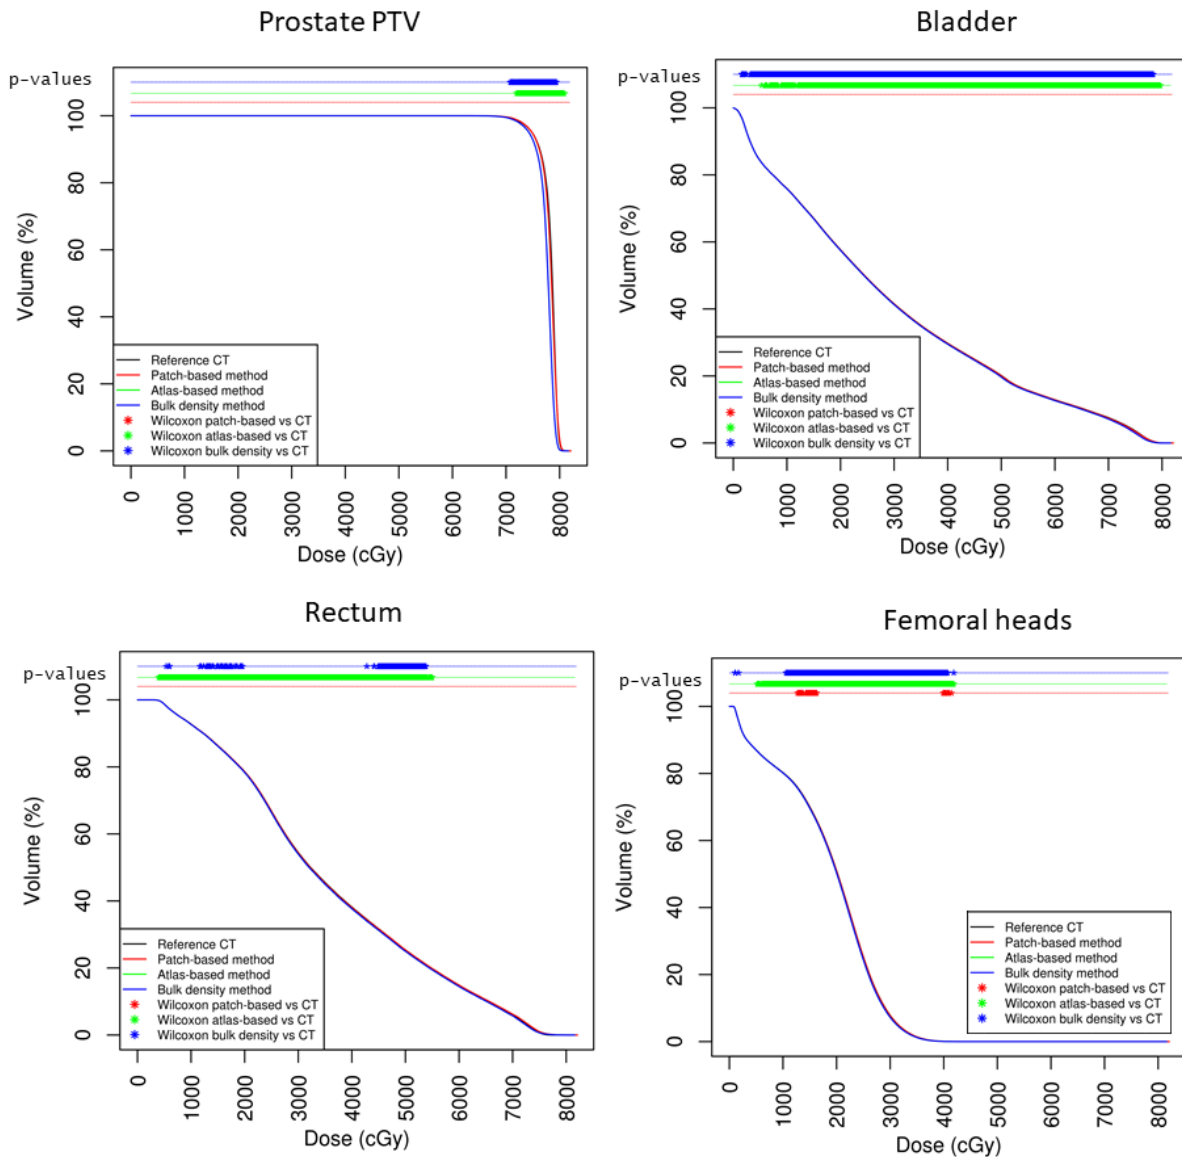 Prostate PTV
p-values
Volume (%)
100
80
60
40
20
0
Reference CT
Patch-based method
Atlas-based method
Bulk density method
Wilcoxon patch-based vs CT
Wilcoxon atlas-based vs CT
Wilcoxon bulk density vs CT
0 1000 2000 3000 4000 5000 6000 7000 8000
Dose (cGy)
Bladder
p-values
Volume (%)
100
80
60
40
20
0
Reference CT
Patch-based method
Atlas-based method
Bulk density method
Wilcoxon patch-based vs CT
Wilcoxon atlas-based vs CT
Wilcoxon bulk density vs CT
0 1000 2000 3000 4000 5000 6000 7000 8000
Dose (cGy)
Rectum
p-values
Volume (%)
100
80
60
40
20
0
Reference CT
Patch-based method
Atlas-based method
Bulk density method
Wilcoxon patch-based vs CT
Wilcoxon atlas-based vs CT
Wilcoxon bulk density vs CT
0 1000 2000 3000 4000 5000 6000 7000 8000
Dose (cGy)
Femoral heads
p-values
Volume (%)
100
80
60
40
20
0
Reference CT
Patch-based method
Atlas-based method
Bulk density method
Wilcoxon patch-based vs CT
Wilcoxon atlas-based vs CT
Wilcoxon bulk density vs CT
0 1000 2000 3000 4000 5000 6000 7000 8000
Dose (cGy)